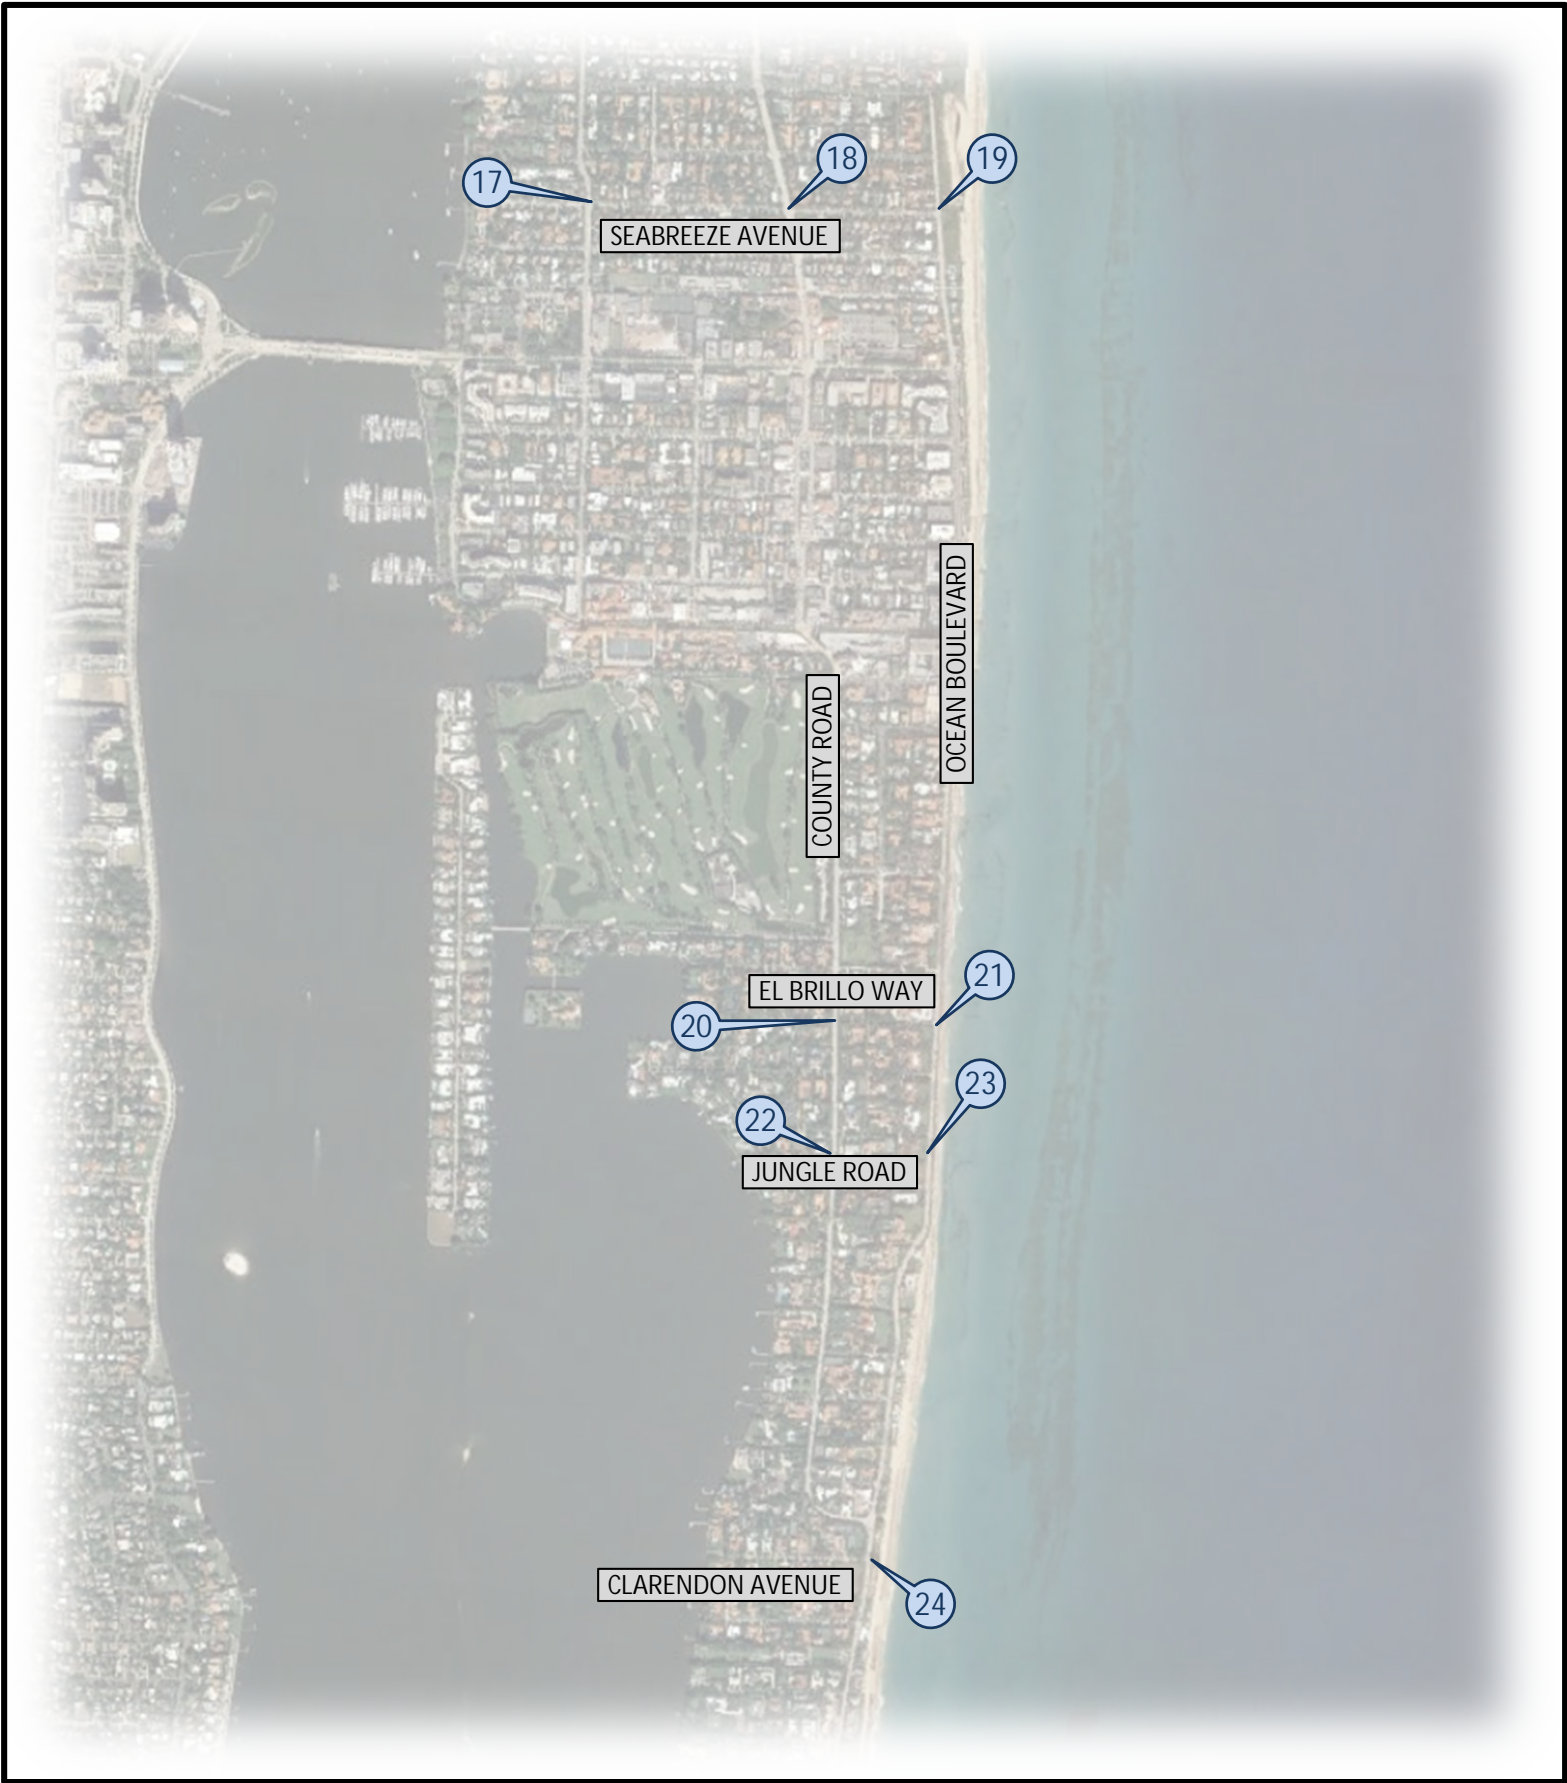 18
19
17
SEABREEZE AVENUE
OCEAN BOULEVARD
COUNTY ROAD
21
EL BRILLO WAY
20
23
22
JUNGLE ROAD
CLARENDON AVENUE
24